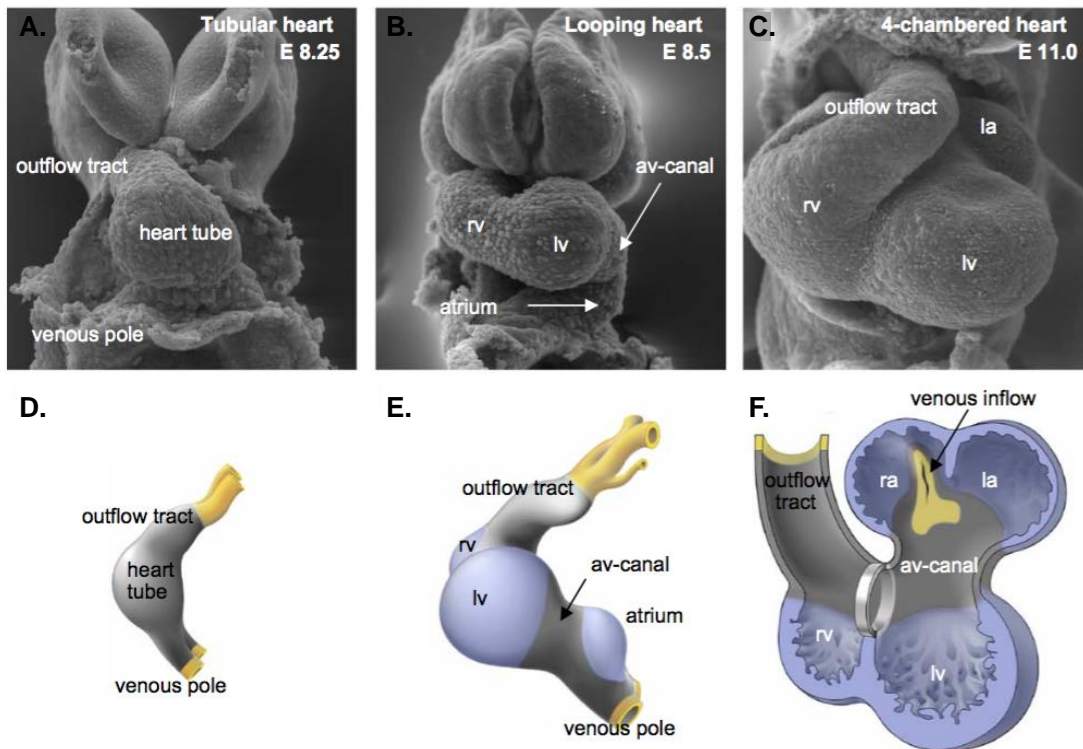 A.
Tubular heart
E 8.25
outflow tract
heart tube
venous pole
B.
Looping heart
E 8.5
av-canal
rv
lv
atrium
C.
4-chambered heart
E 11.0
outflow tract
la
rv
lv
D.
outflow tract
heart
tube
venous pole
E.
outflow tract
rv
av-canal
lv
atrium
venous pole
F.
venous inflow
outflow
tract
ra
la
av-canal
rv
lv